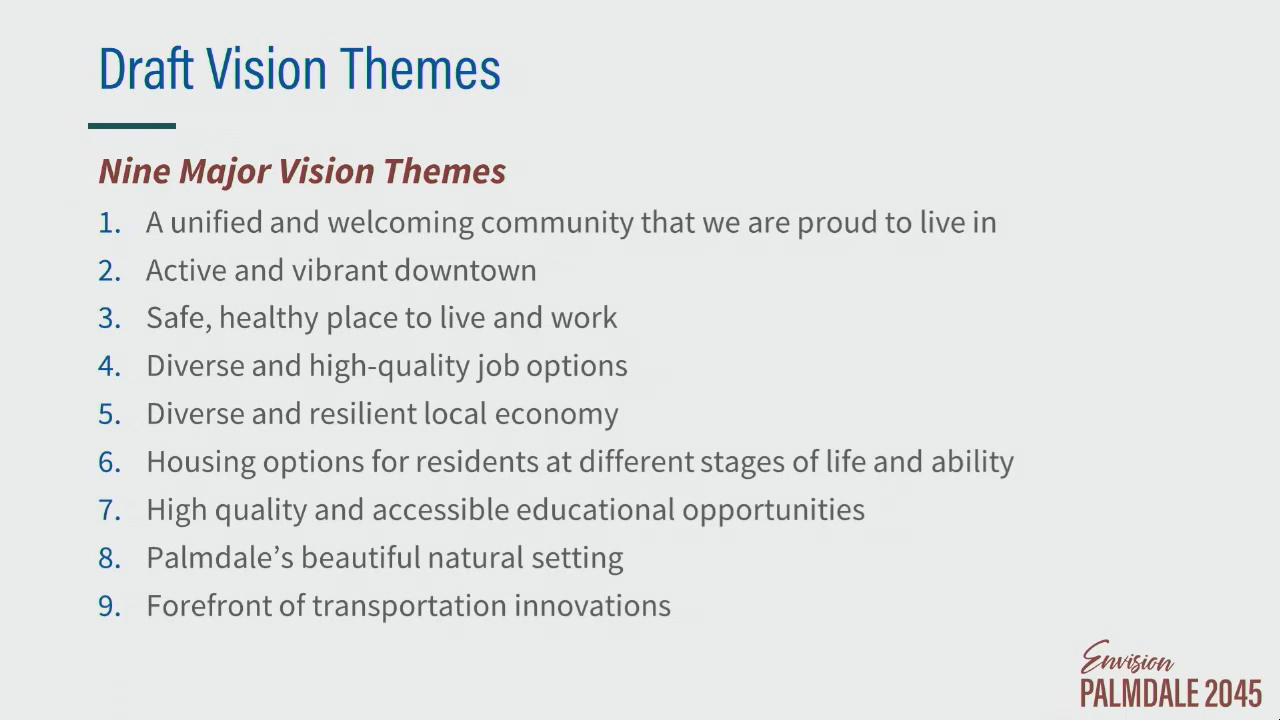 Draft Vision Themes
Nine Major Vision Themes
1. A unified and welcoming community that we are proud to live in
2. Active and vibrant downtown
3. Safe, healthy place to live and work
4. Diverse and high-quality job options
5. Diverse and resilient local economy
6. Housing options for residents at different stages of life and ability
7. High quality and accessible educational opportunities
8. Palmdale’s beautiful natural setting
9. Forefront of transportation innovations
Envision
PALMDALE 2045